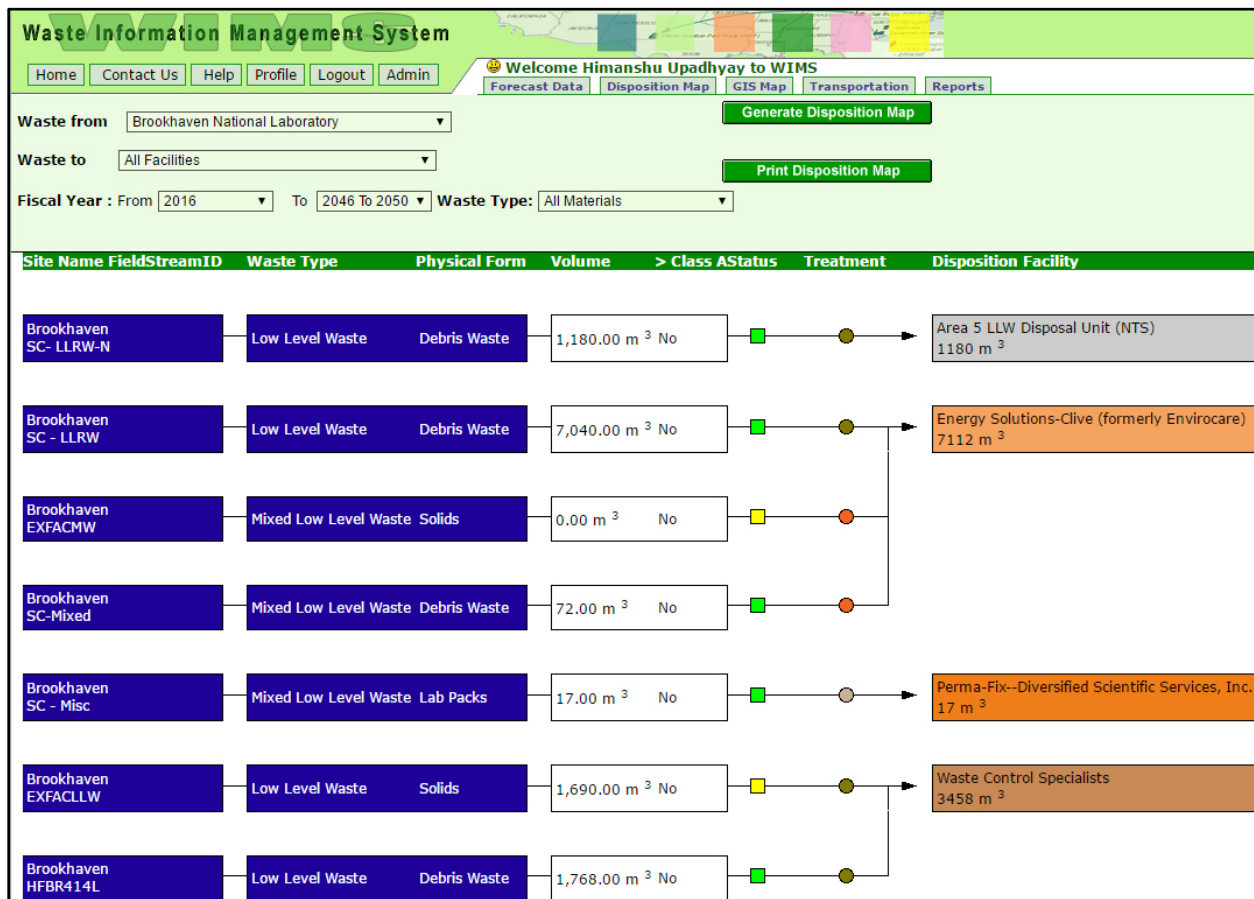 WIMS
Waste Information Management System
Home Contact Us Help Profile Logout Admin
Welcome Himanshu Upadhyay to WIMS
Forecast Data Disposition Map GIS Map Transportation Reports
Waste from Brookhaven National Laboratory Generate Disposition Map
Waste to All Facilities Print Disposition Map
Fiscal Year : From 2016 To 2046 To 2050 Waste Type: All Materials
Site Name FieldStreamID Waste Type Physical Form Volume > Class AStatus Treatment Disposition Facility
Brookhaven
SC- LLRW-N
Low Level Waste Debris Waste 1,180.00 m 3 No
Area 5 LLW Disposal Unit (NTS)
1180 m 3
Brookhaven
SC - LLRW
Low Level Waste Debris Waste 7,040.00 m 3 No
Energy Solutions-Clive (formerly Envirocare)
7112 m 3
Brookhaven
EXFACMW
Mixed Low Level Waste Solids 0.00 m 3 No
Brookhaven
SC-Mixed
Mixed Low Level Waste Debris Waste 72.00 m 3 No
Brookhaven
SC - Misc
Mixed Low Level Waste Lab Packs 17.00 m 3 No
Perma-Fix--Diversified Scientific Services, Inc.
17 m 3
Brookhaven
EXFACLLW
Low Level Waste Solids 1,690.00 m 3 No
Waste Control Specialists
3458 m 3
Brookhaven
HFBR414L
Low Level Waste Debris Waste 1,768.00 m 3 No